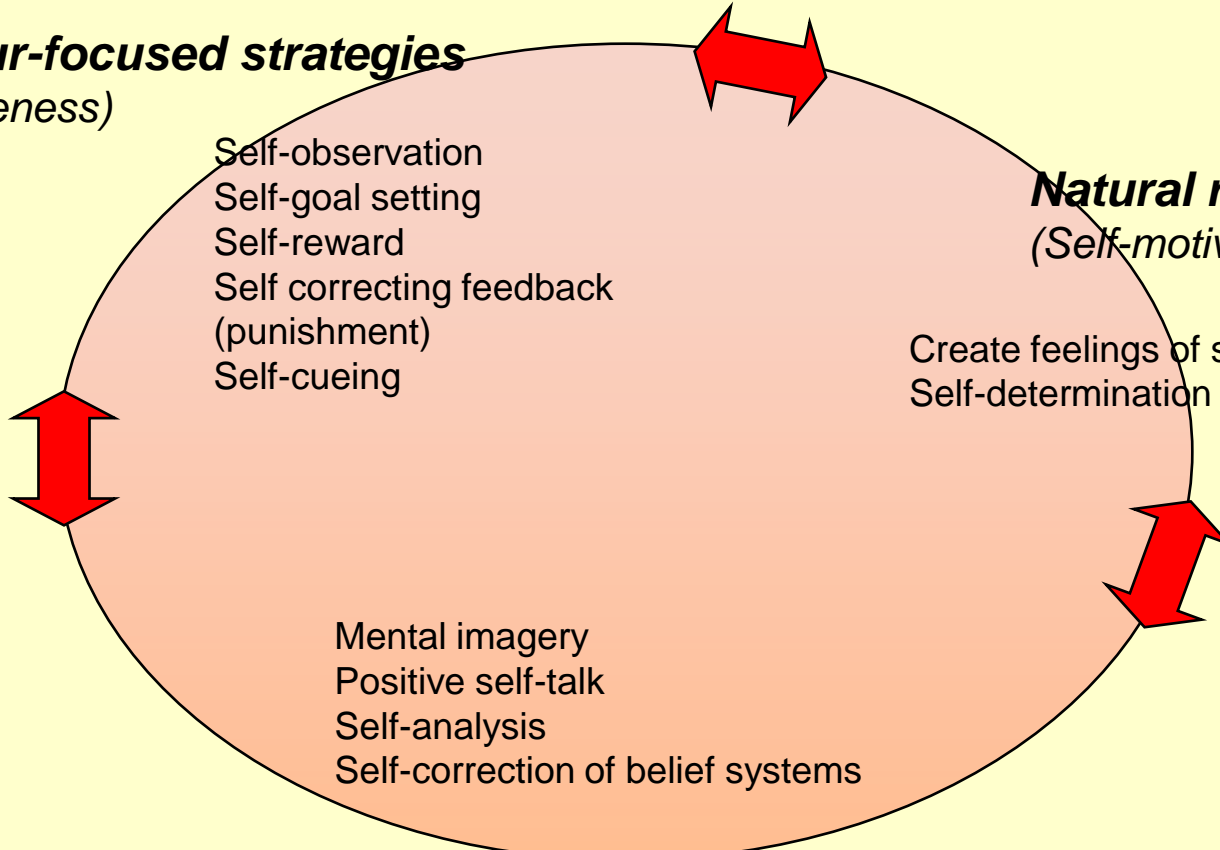 ur-focused strategies
eness)
Self-observation
Self-goal setting
Self-reward
Self correcting feedback
(punishment)
Self-cueing
Natural
(Self-motiv
Create feelings of s
Self-determination
Mental imagery
Positive self-talk
Self-analysis
Self-correction of belief systems